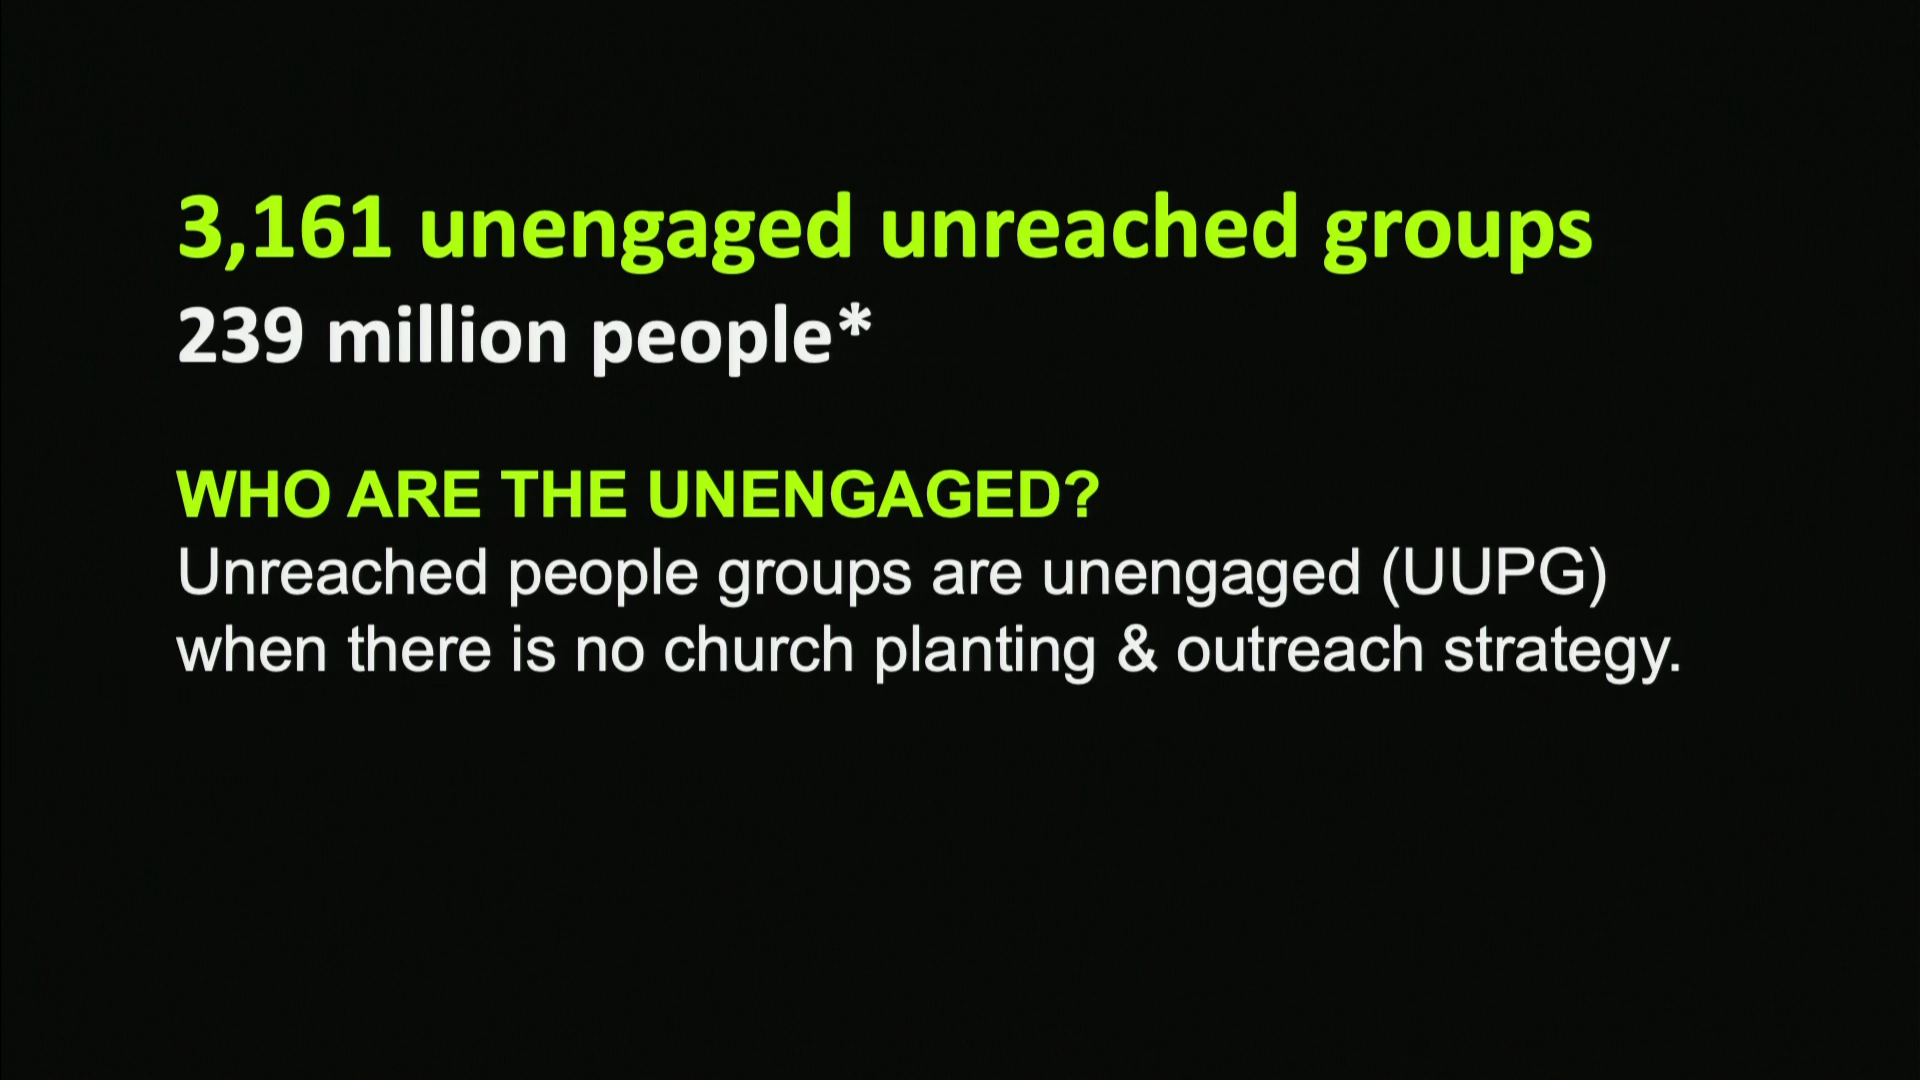 3,161 unengaged unreached groups
239 million people*
WHO ARE THE UNENGAGED?
Unreached people groups are unengaged (UUPG)
when there is no church planting & outreach strategy.